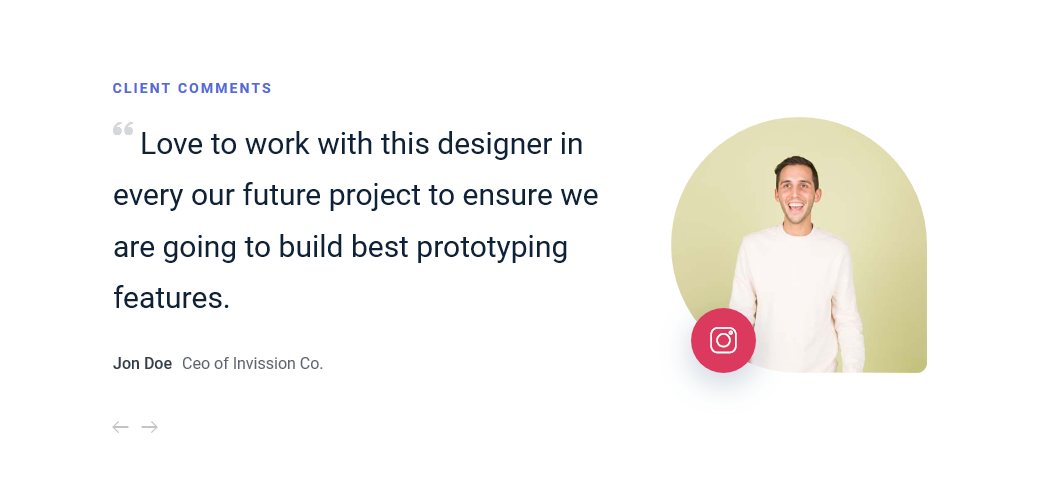 CLIENT COMMENTS
“ Love to work with this designer in
every our future project to ensure we
are going to build best prototyping
features.
Jon Doe Ceo of Invission Co.